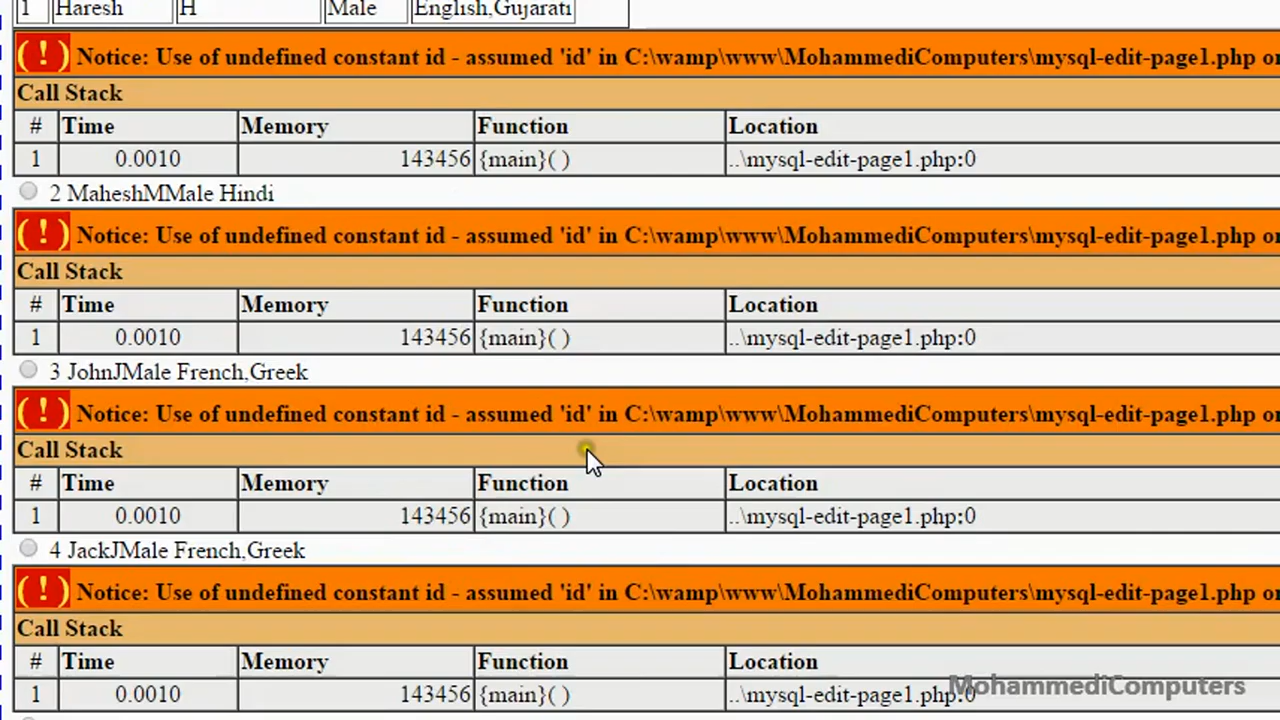 1 Haresh H Male English,Gujarati
( ! ) Notice: Use of undefined constant id - assumed 'id' in C:\wamp\www\MohammediComputers\mysql-edit-page1.php on
Call Stack
# Time Memory Function Location
1 0.0010 143456 {main}( ) ..\mysql-edit-page1.php:0
2 MaheshMMale Hindi
( ! ) Notice: Use of undefined constant id - assumed 'id' in C:\wamp\www\MohammediComputers\mysql-edit-page1.php on
Call Stack
# Time Memory Function Location
1 0.0010 143456 {main}( ) ..\mysql-edit-page1.php:0
3 JohnJMale French,Greek
( ! ) Notice: Use of undefined constant id - assumed 'id' in C:\wamp\www\MohammediComputers\mysql-edit-page1.php on
Call Stack
# Time Memory Function Location
1 0.0010 143456 {main}( ) ..\mysql-edit-page1.php:0
4 JackJMale French,Greek
( ! ) Notice: Use of undefined constant id - assumed 'id' in C:\wamp\www\MohammediComputers\mysql-edit-page1.php on
Call Stack
# Time Memory Function Location
1 0.0010 143456 {main}( ) ..\mysql-edit-page1.php:0
MohammediComputers